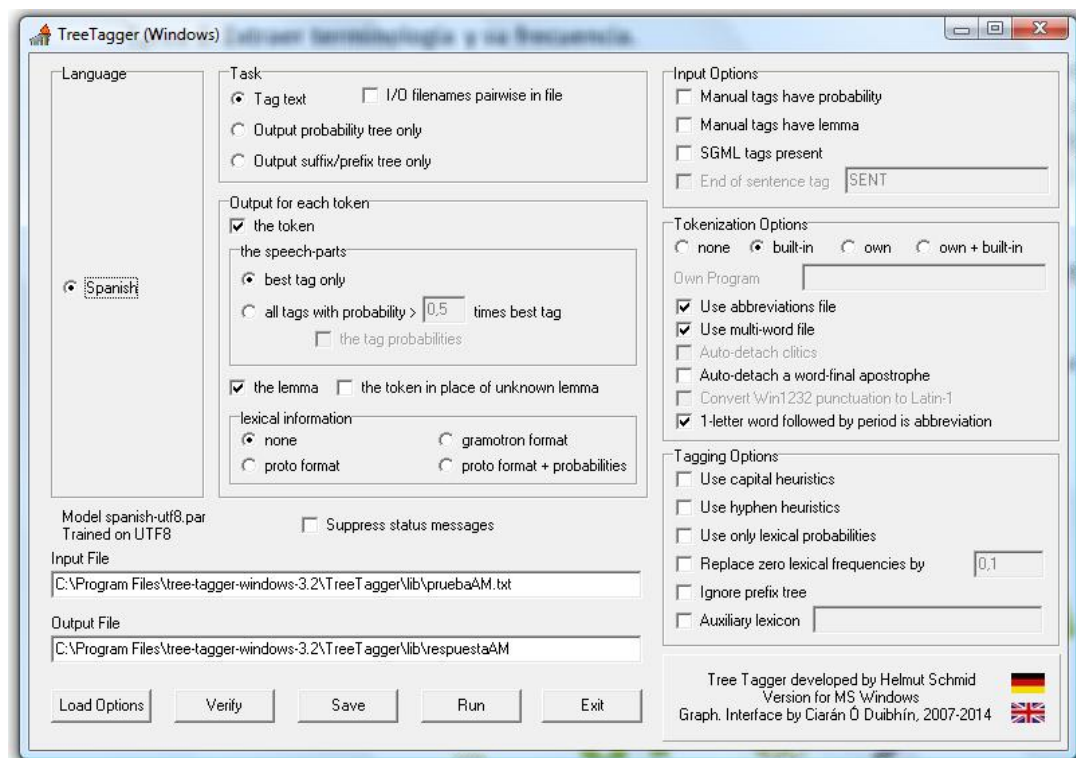 TreeTagger (Windows)
Extraer terminología y su frecuencia.
Language
Spanish
Task
Tag text
I/O filenames pairwise in file
Output probability tree only
Output suffix/prefix tree only
Output for each token
the token
the speech-parts
best tag only
all tags with probability > 0,5 times best tag
the tag probabilities
the lemma
the token in place of unknown lemma
lexical information
none
gramotron format
proto format
proto format + probabilities
Input Options
Manual tags have probability
Manual tags have lemma
SGML tags present
End of sentence tag SENT
Tokenization Options
none built-in own own + built-in
Own Program
Use abbreviations file
Use multi-word file
Auto-detach clitics
Auto-detach a word-final apostrophe
Convert Win1232 punctuation to Latin-1
1-letter word followed by period is abbreviation
Tagging Options
Use capital heuristics
Use hyphen heuristics
Use only lexical probabilities
Replace zero lexical frequencies by 0,1
Ignore prefix tree
Auxiliary lexicon
Model spanish-utf8.par
Trained on UTF8
Suppress status messages
Input File
C:\Program Files\tree-tagger-windows-3.2\TreeTagger\lib\pruebaAM.txt
Output File
C:\Program Files\tree-tagger-windows-3.2\TreeTagger\lib\respuestaAM
Load Options Verify Save Run Exit
Tree Tagger developed by Helmut Schmid
Version for MS Windows
Graph. Interface by Ciarán Ó Duibhín, 2007-2014